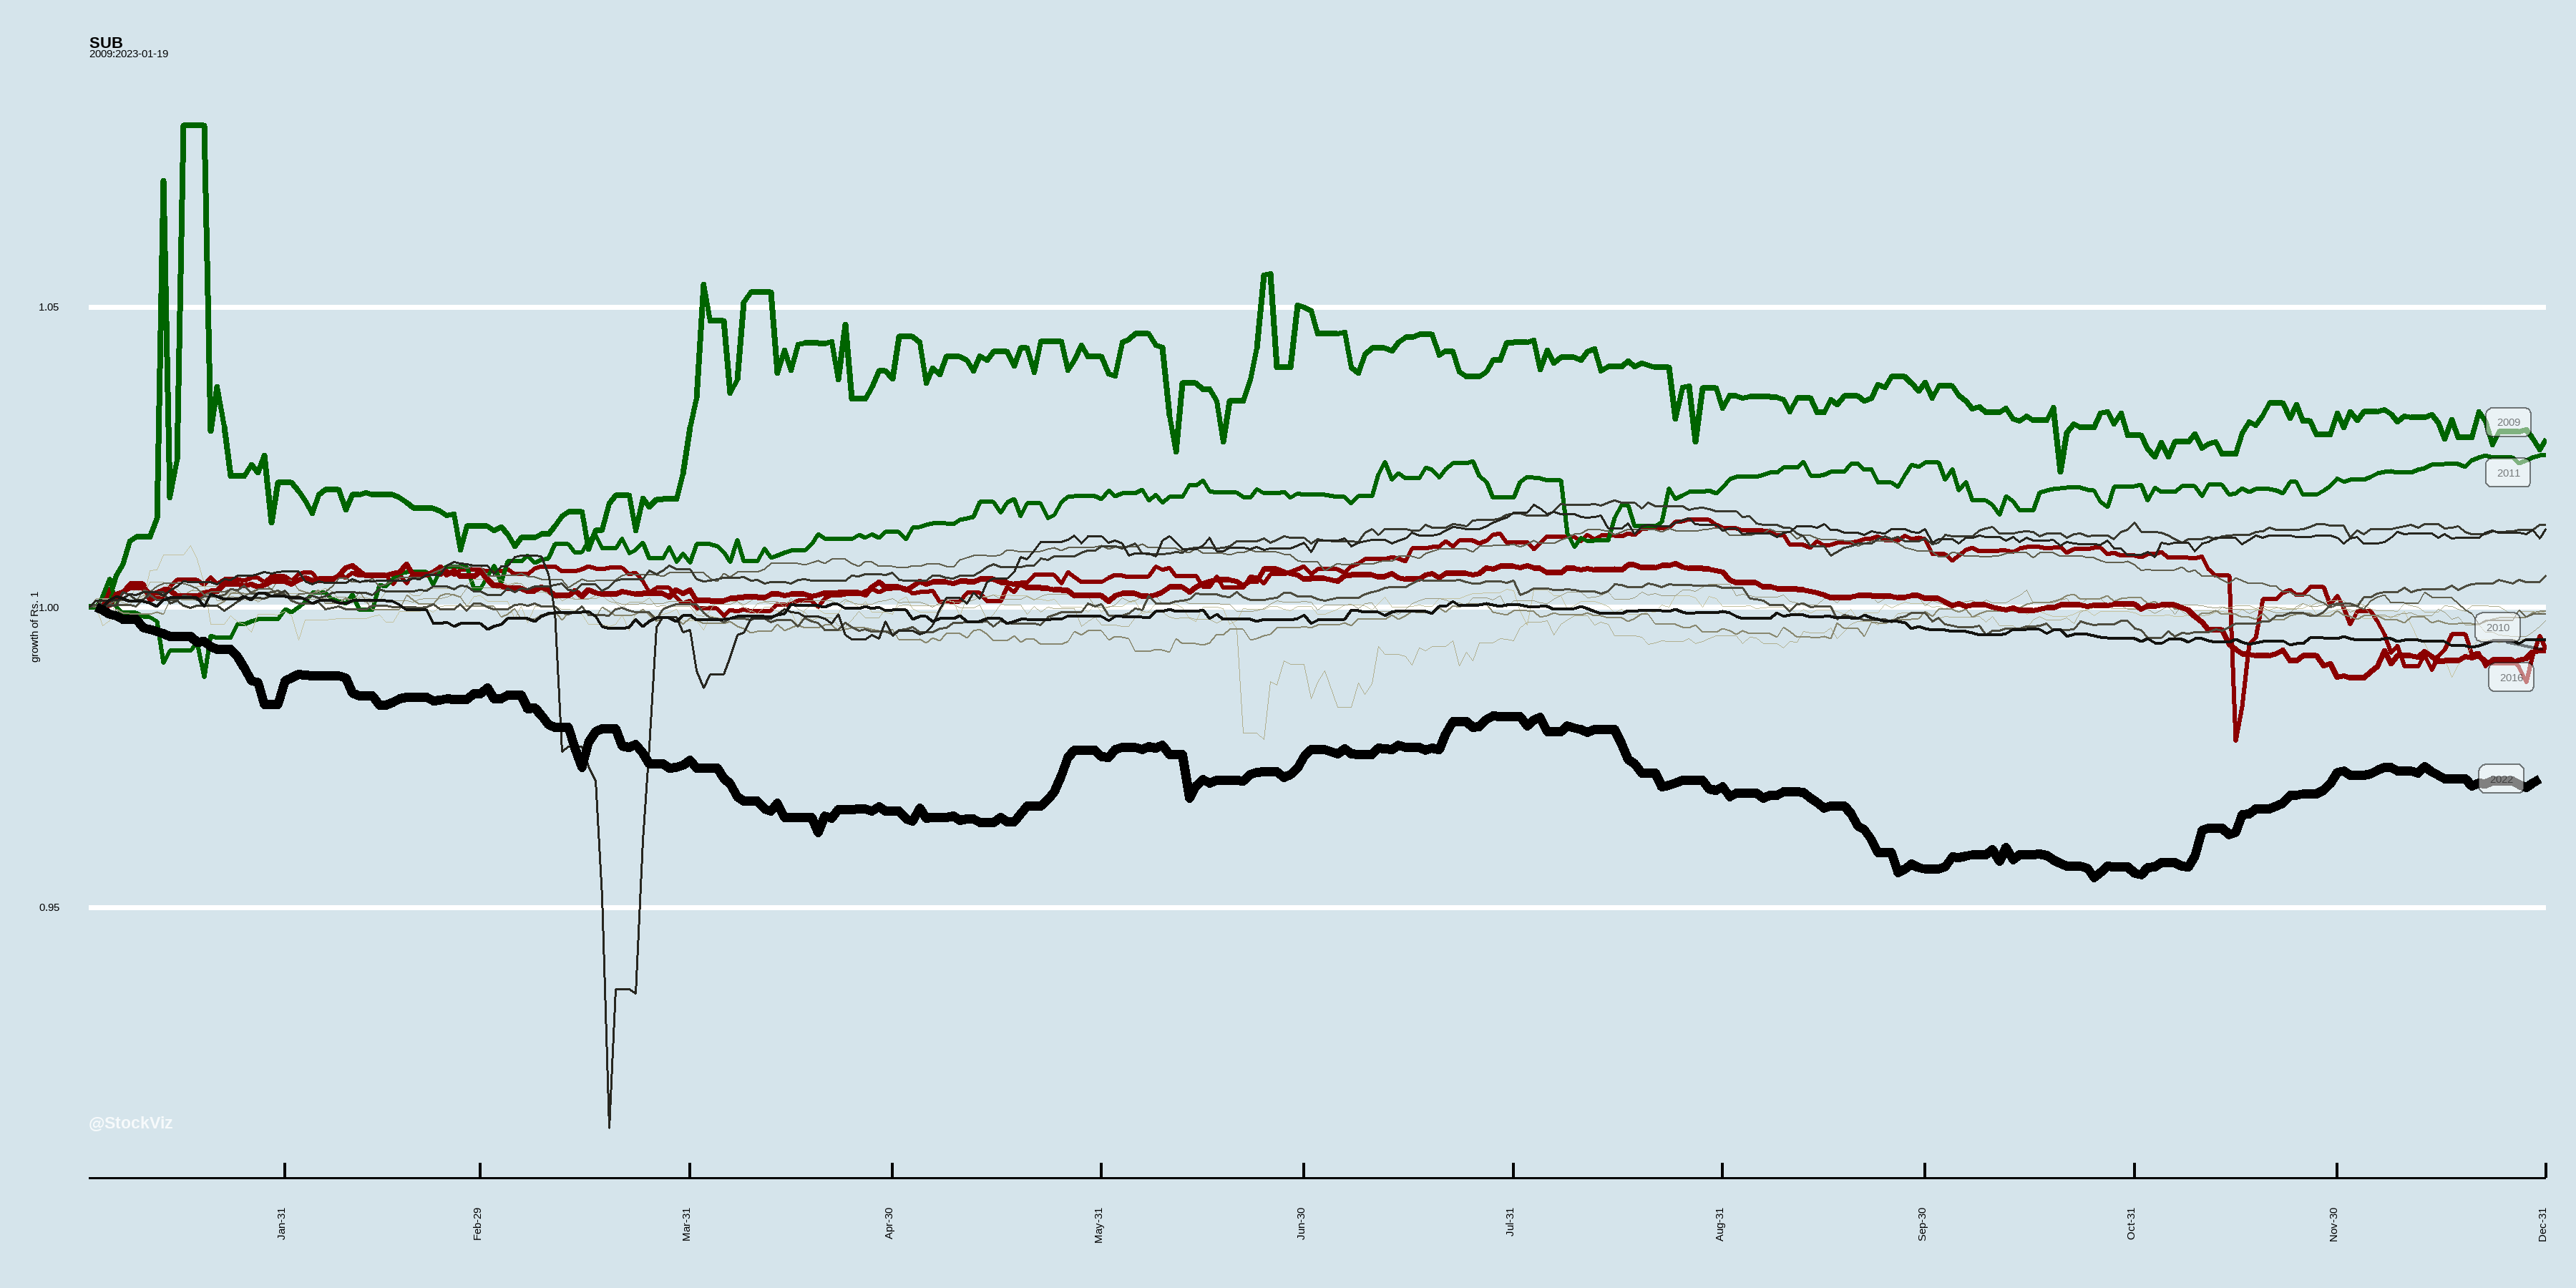 SUB
2009:2023-01-19
1.05
1.00
0.95
growth of Rs. 1
2009
2011
2010
2016
2022
@StockViz
Jan-31
Feb-29
Mar-31
Apr-30
May-31
Jun-30
Jul-31
Aug-31
Sep-30
Oct-31
Nov-30
Dec-31